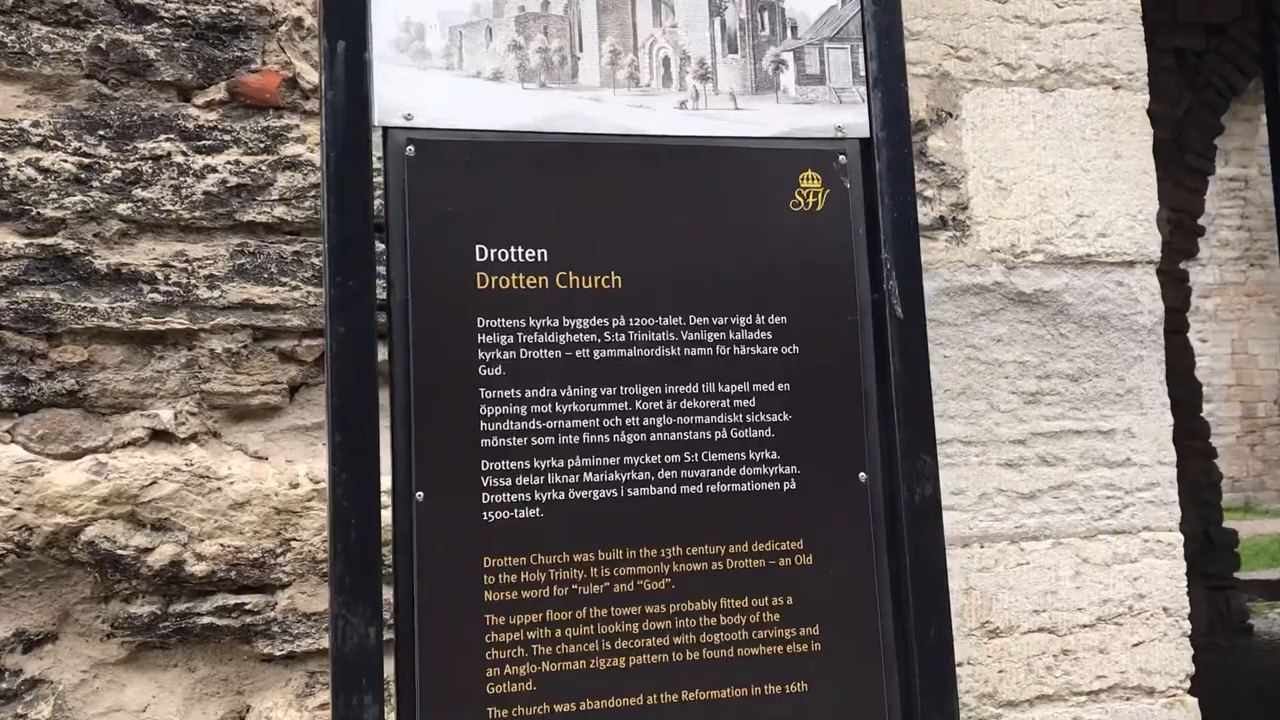 SFV
Drotten
Drotten Church
Drottens kyrka byggdes på 1200-talet. Den var vigd åt den
Heliga Trefaldigheten, S:ta Trinitatis. Vanligen kallades
kyrkan Drotten – ett gammalnordiskt namn för härskare och
Gud.
Tornets andra våning var troligen inredd till kapell med en
öppning mot kyrkorummet. Koret är dekorerat med
hundtands-ornament och ett anglo-normandiskt sicksack-
mönster som inte finns någon annanstans på Gotland.
Drottens kyrka påminner mycket om S:t Clemens kyrka.
Vissa delar liknar Mariakyrkan, den nuvarande domkyrkan.
Drottens kyrka övergavs i samband med reformationen på
1500-talet.
Drotten Church was built in the 13th century and dedicated
to the Holy Trinity. It is commonly known as Drotten – an Old
Norse word for “ruler” and “God”.
The upper floor of the tower was probably fitted out as a
chapel with a quint looking down into the body of the
church. The chancel is decorated with dogtooth carvings and
an Anglo-Norman zigzag pattern to be found nowhere else in
Gotland.
The church was abandoned at the Reformation in the 16th